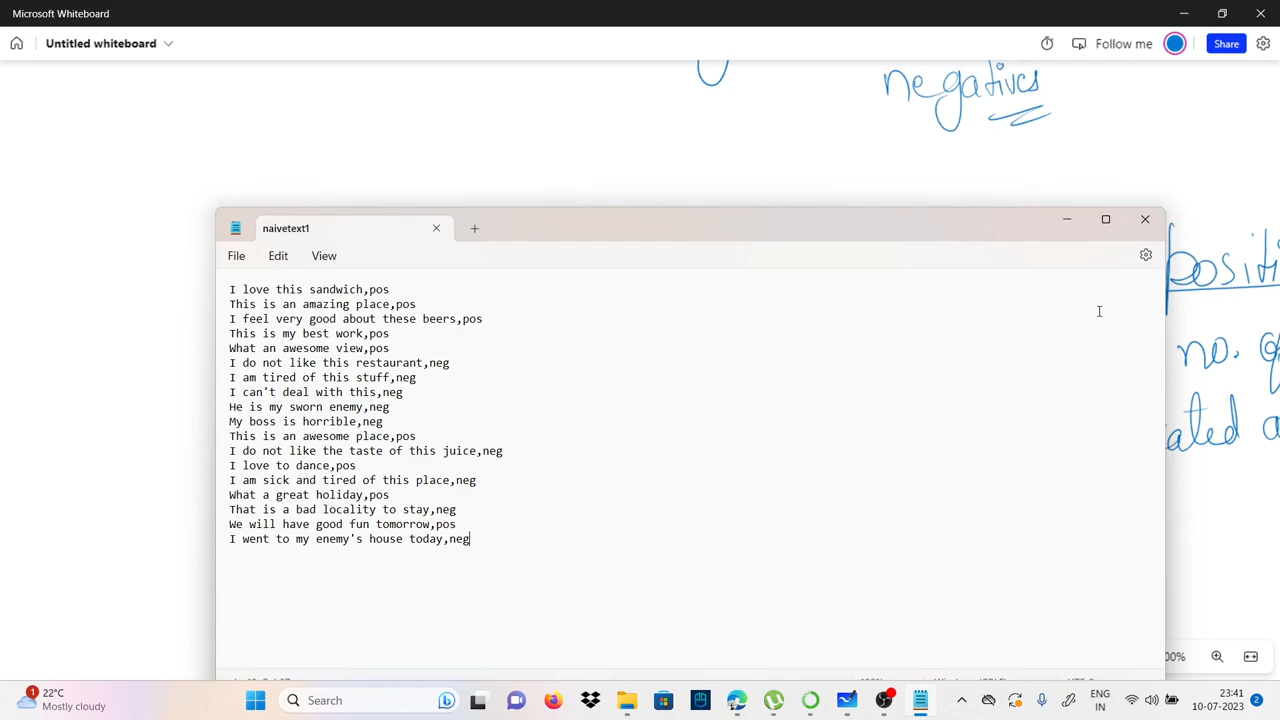 Microsoft Whiteboard
Untitled whiteboard
Follow me
Share
negatives
naivetext1
File Edit View
I love this sandwich,pos
This is an amazing place,pos
I feel very good about these beers,pos
This is my best work,pos
What an awesome view,pos
I do not like this restaurant,neg
I am tired of this stuff,neg
I can't deal with this,neg
He is my sworn enemy,neg
My boss is horrible,neg
This is an awesome place,pos
I do not like the taste of this juice,neg
I love to dance,pos
I am sick and tired of this place,neg
What a great holiday,pos
That is a bad locality to stay,neg
We will have good fun tomorrow,pos
I went to my enemy's house today,neg
positi
no.
ated
00%
1
22°C
Mostly cloudy
Search
ENG
IN
23:41
10-07-2023
2